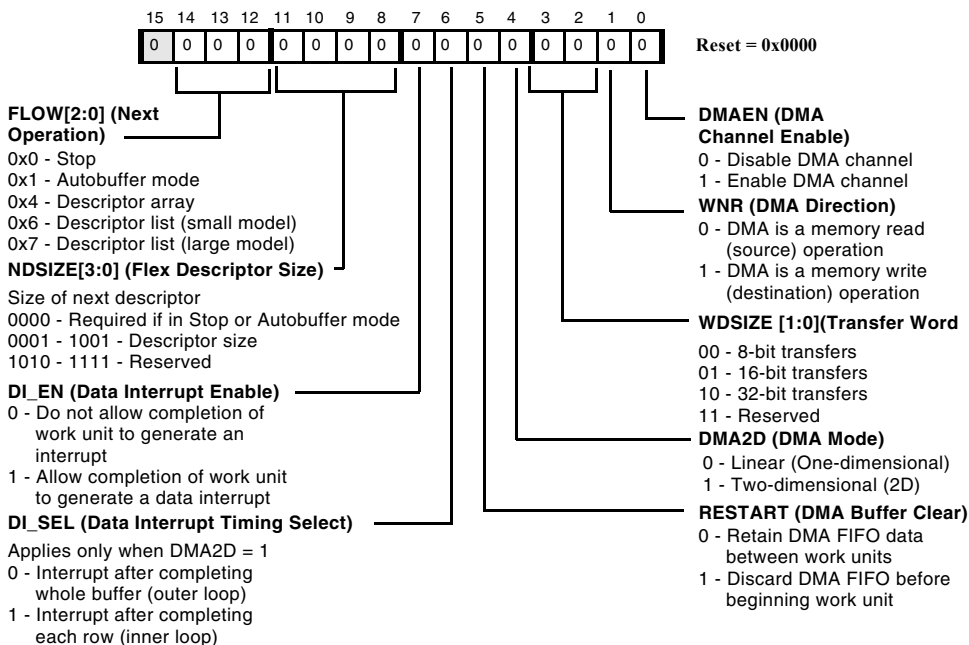 15 14 13 12 11 10 9 8 7 6 5 4 3 2 1 0
0 0 0 0 0 0 0 0 0 0 0 0 0 0 0 0
Reset = 0x0000
FLOW[2:0] (Next
Operation)
0x0 - Stop
0x1 - Autobuffer mode
0x4 - Descriptor array
0x6 - Descriptor list (small model)
0x7 - Descriptor list (large model)
NDSIZE[3:0] (Flex Descriptor Size)
Size of next descriptor
0000 - Required if in Stop or Autobuffer mode
0001 - 1001 - Descriptor size
1010 - 1111 - Reserved
DI_EN (Data Interrupt Enable)
0 - Do not allow completion of
work unit to generate an
interrupt
1 - Allow completion of work unit
to generate a data interrupt
DI_SEL (Data Interrupt Timing Select)
Applies only when DMA2D = 1
0 - Interrupt after completing
whole buffer (outer loop)
1 - Interrupt after completing
each row (inner loop)
DMAEN (DMA
Channel Enable)
0 - Disable DMA channel
1 - Enable DMA channel
WNR (DMA Direction)
0 - DMA is a memory read
(source) operation
1 - DMA is a memory write
(destination) operation
WDSIZE [1:0](Transfer Word
00 - 8-bit transfers
01 - 16-bit transfers
10 - 32-bit transfers
11 - Reserved
DMA2D (DMA Mode)
0 - Linear (One-dimensional)
1 - Two-dimensional (2D)
RESTART (DMA Buffer Clear)
0 - Retain DMA FIFO data
between work units
1 - Discard DMA FIFO before
beginning work unit